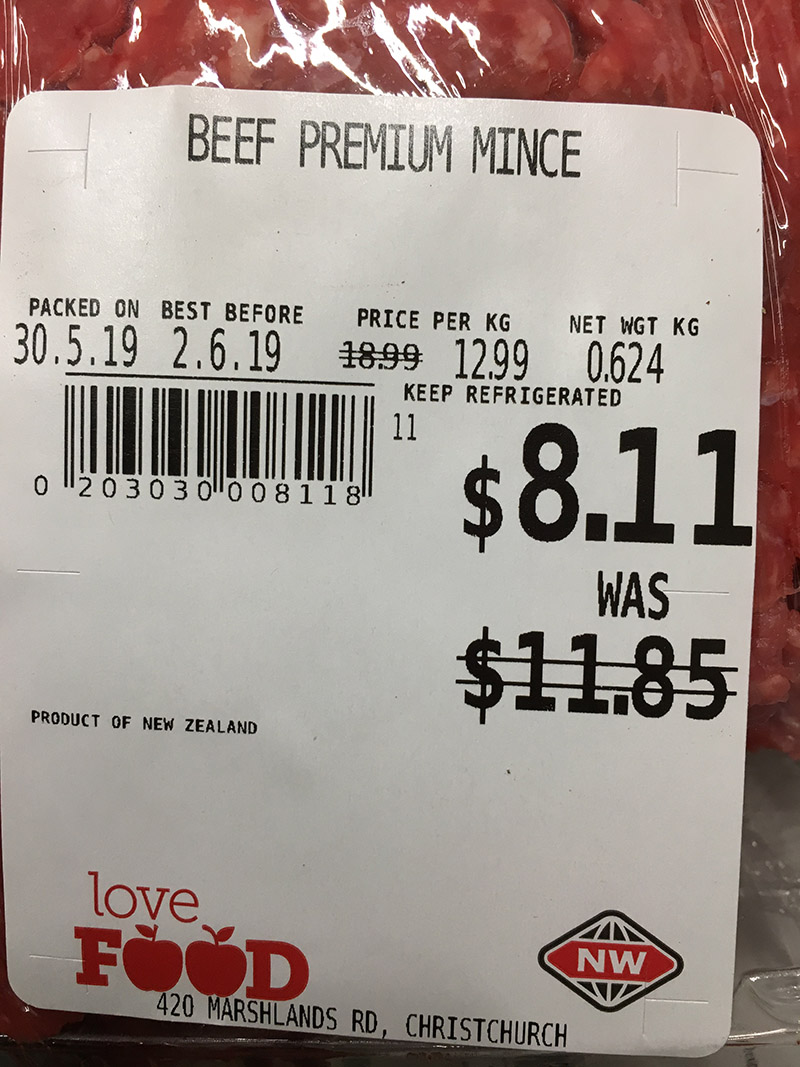 BEEF PREMIUM MINCE
PACKED ON BEST BEFORE PRICE PER KG NET WGT KG
30.5.19 2.6.19 18.99 12.99 0.624
KEEP REFRIGERATED
11
0 203030 008118
$8.11
WAS
$11.85
PRODUCT OF NEW ZEALAND
love
FOOD
NW
420 MARSHLANDS RD, CHRISTCHURCH